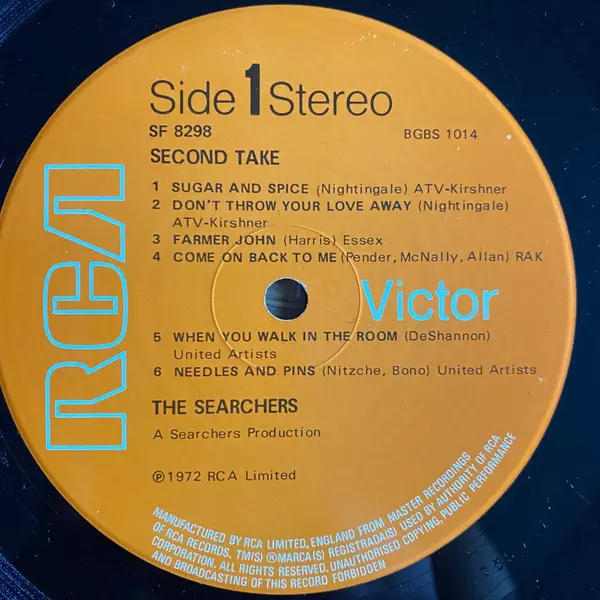 Side 1 Stereo
SF 8298
BGBS 1014
SECOND TAKE
1 SUGAR AND SPICE (Nightingale) ATV-Kirshner
2 DON'T THROW YOUR LOVE AWAY (Nightingale)
ATV-Kirshner
3 FARMER JOHN (Harris) Essex
4 COME ON BACK TO ME (Pender, McNally, Allan) RAK
RCA
Victor
5 WHEN YOU WALK IN THE ROOM (DeShannon)
United Artists
6 NEEDLES AND PINS (Nitzche, Bono) United Artists
THE SEARCHERS
A Searchers Production
Ⓟ 1972 RCA Limited
MANUFACTURED BY RCA LIMITED, ENGLAND FROM MASTER RECORDINGS
OF RCA RECORDS. TM(S) ® MARCA(S) REGISTRADA(S) USED BY AUTHORITY OF RCA
CORPORATION. ALL RIGHTS RESERVED. UNAUTHORISED COPYING, PUBLIC PERFORMANCE
AND BROADCASTING OF THIS RECORD FORBIDDEN